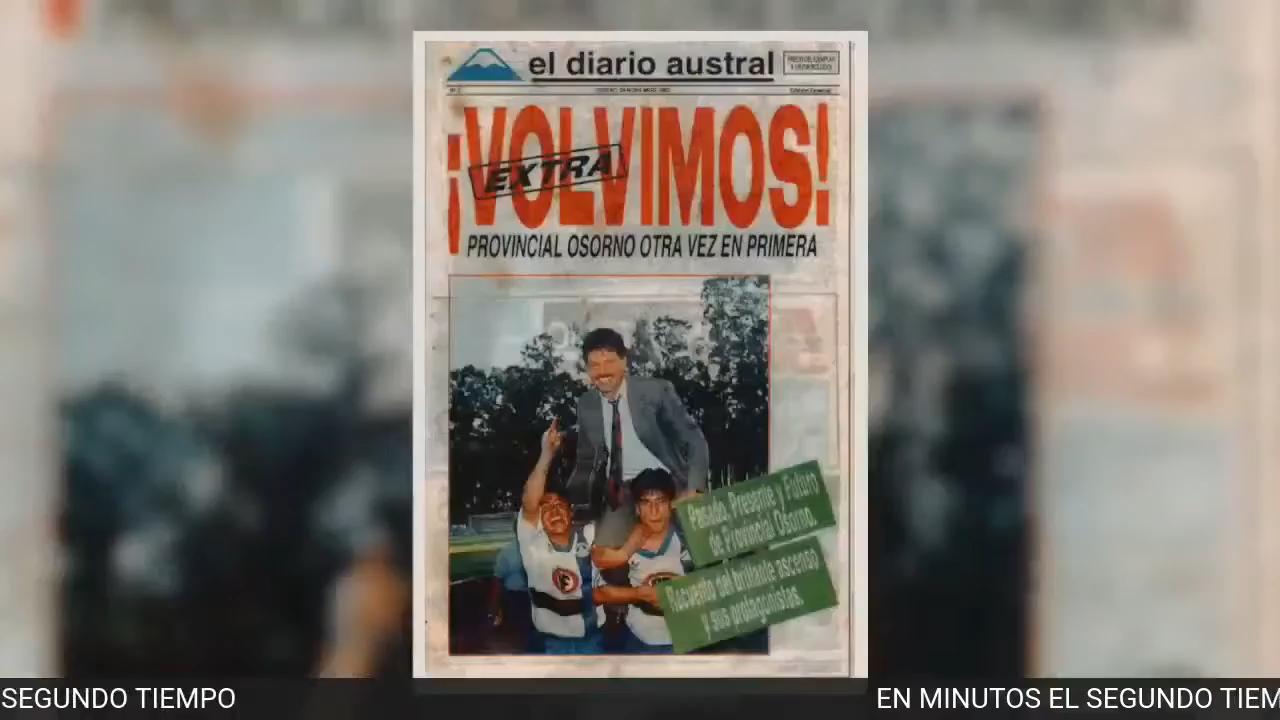 el diario austral
¡VOLVIMOS!
EXTRA
PROVINCIAL OSORNO OTRA VEZ EN PRIMERA
Pasado, Presente y Futuro
de Provincial Osorno.
Recuento del brillante ascenso
y sus protagonistas.
SEGUNDO TIEMPO
EN MINUTOS EL SEGUNDO TIEM